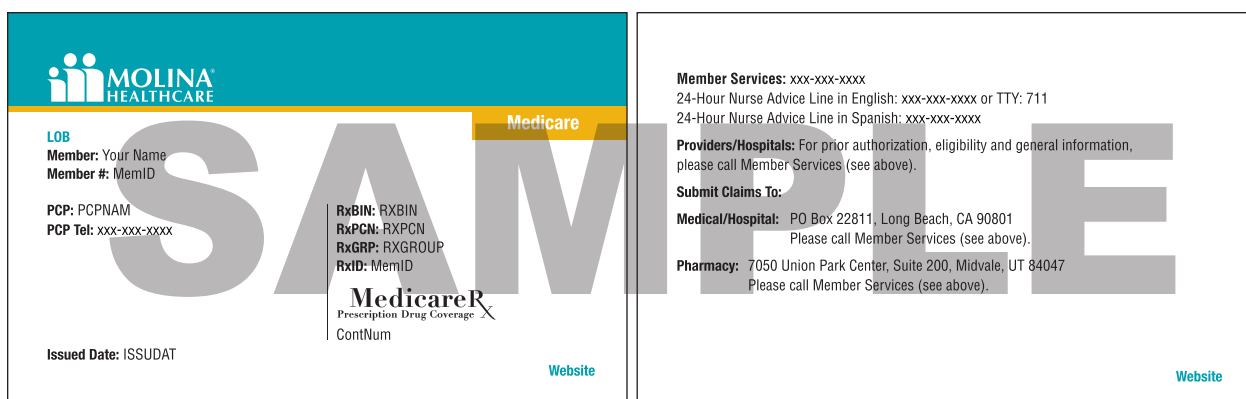 MOLINA®
HEALTHCARE
Medicare
LOB
Member: Your Name
Member #: MemID
PCP: PCPNAM
PCP Tel: xxx-xxx-xxxx
RxBIN: RXBIN
RxPCN: RXPCN
RxGRP: RXGROUP
RxID: MemID
MedicareRx
Prescription Drug Coverage
ContNum
Issued Date: ISSUDAT
Website
Member Services: xxx-xxx-xxxx
24-Hour Nurse Advice Line in English: xxx-xxx-xxxx or TTY: 711
24-Hour Nurse Advice Line in Spanish: xxx-xxx-xxxx
Providers/Hospitals: For prior authorization, eligibility and general information,
please call Member Services (see above).
Submit Claims To:
Medical/Hospital: PO Box 22811, Long Beach, CA 90801
Please call Member Services (see above).
Pharmacy: 7050 Union Park Center, Suite 200, Midvale, UT 84047
Please call Member Services (see above).
Website
SAMPLE